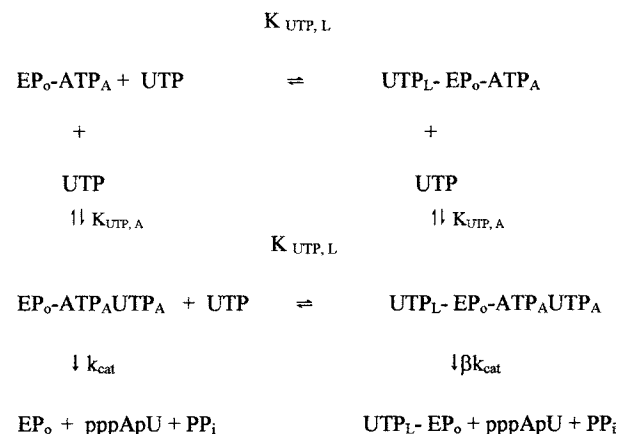 K UTP, L
EPo-ATPA + UTP ⇌ UTPL- EPo-ATPA
+ +
UTP UTP
⥮ KUTP, A ⥮ KUTP, A
K UTP, L
EPo-ATPAUTPA + UTP ⇌ UTPL- EPo-ATPAUTPA
↓ kcat ↓βkcat
EPo + pppApU + PPi UTPL- EPo + pppApU + PPi